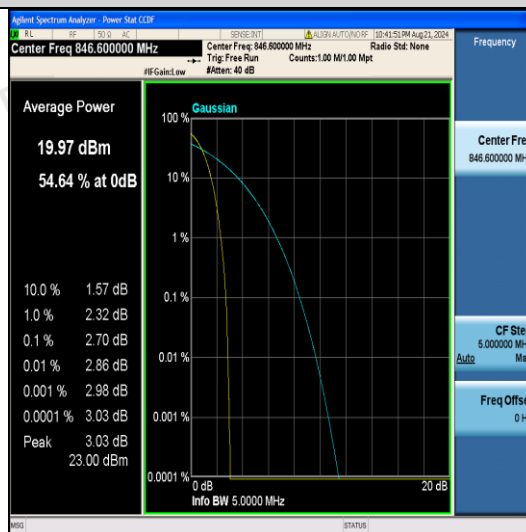 Agilent Spectrum Analyzer - Power Stat CCDF
RL RF 50 Ω AC SENSE:INT ALIGN AUTO/NO RF 10:41:51 PM Aug 21, 2024
Center Freq 846.600000 MHz
Center Freq: 846.600000 MHz Radio Std: None
Trig: Free Run Counts:1.00 M/1.00 Mpt
#IFGain:Low #Atten: 40 dB
Frequency
Average Power
19.97 dBm
54.64 % at 0dB
10.0 % 1.57 dB
1.0 % 2.32 dB
0.1 % 2.70 dB
0.01 % 2.86 dB
0.001 % 2.98 dB
0.0001 % 3.03 dB
Peak 3.03 dB
23.00 dBm
Gaussian
100 %
10 %
1 %
0.1 %
0.01 %
0.001 %
0.0001 %
0 dB 20 dB
Info BW 5.0000 MHz
Center Fre
846.600000 MH
CF Ste
5.000000 MH
Auto Ma
Freq Offse
0 H
MSG STATUS